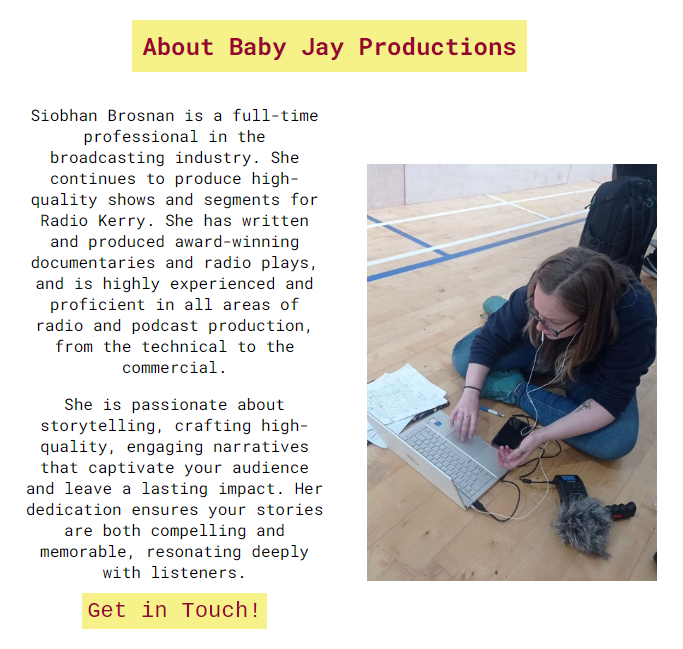 About Baby Jay Productions
Siobhan Brosnan is a full-time
professional in the
broadcasting industry. She
continues to produce high-
quality shows and segments for
Radio Kerry. She has written
and produced award-winning
documentaries and radio plays,
and is highly experienced and
proficient in all areas of
radio and podcast production,
from the technical to the
commercial.
She is passionate about
storytelling, crafting high-
quality, engaging narratives
that captivate your audience
and leave a lasting impact. Her
dedication ensures your stories
are both compelling and
memorable, resonating deeply
with listeners.
Get in Touch!